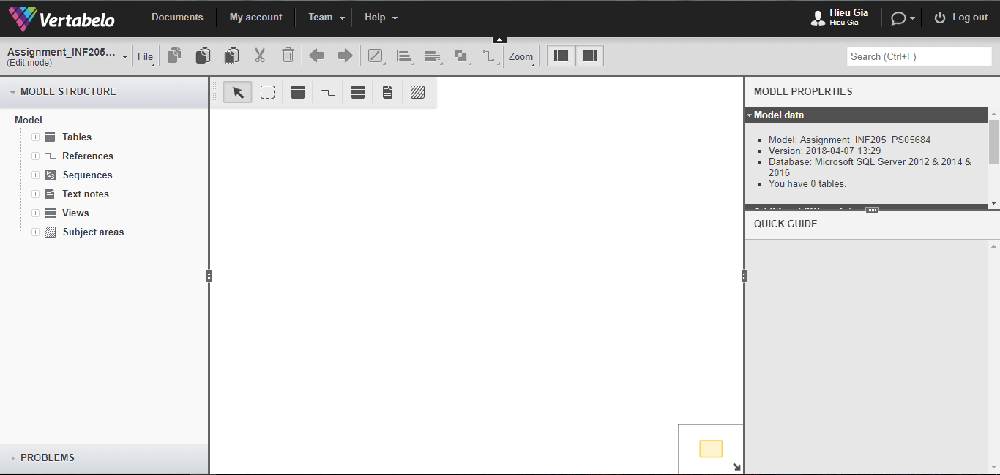 Vertabelo
Documents
My account
Team
Help
Hieu Gia
Hieu Gia
Log out
Assignment_INF205...
(Edit mode)
File
Zoom
Search (Ctrl+F)
MODEL STRUCTURE
Model
Tables
References
123
Sequences
Text notes
Views
Subject areas
PROBLEMS
MODEL PROPERTIES
Model data
Model: Assignment_INF205_PS05684
Version: 2018-04-07 13:29
Database: Microsoft SQL Server 2012 & 2014 &
2016
You have 0 tables.
QUICK GUIDE